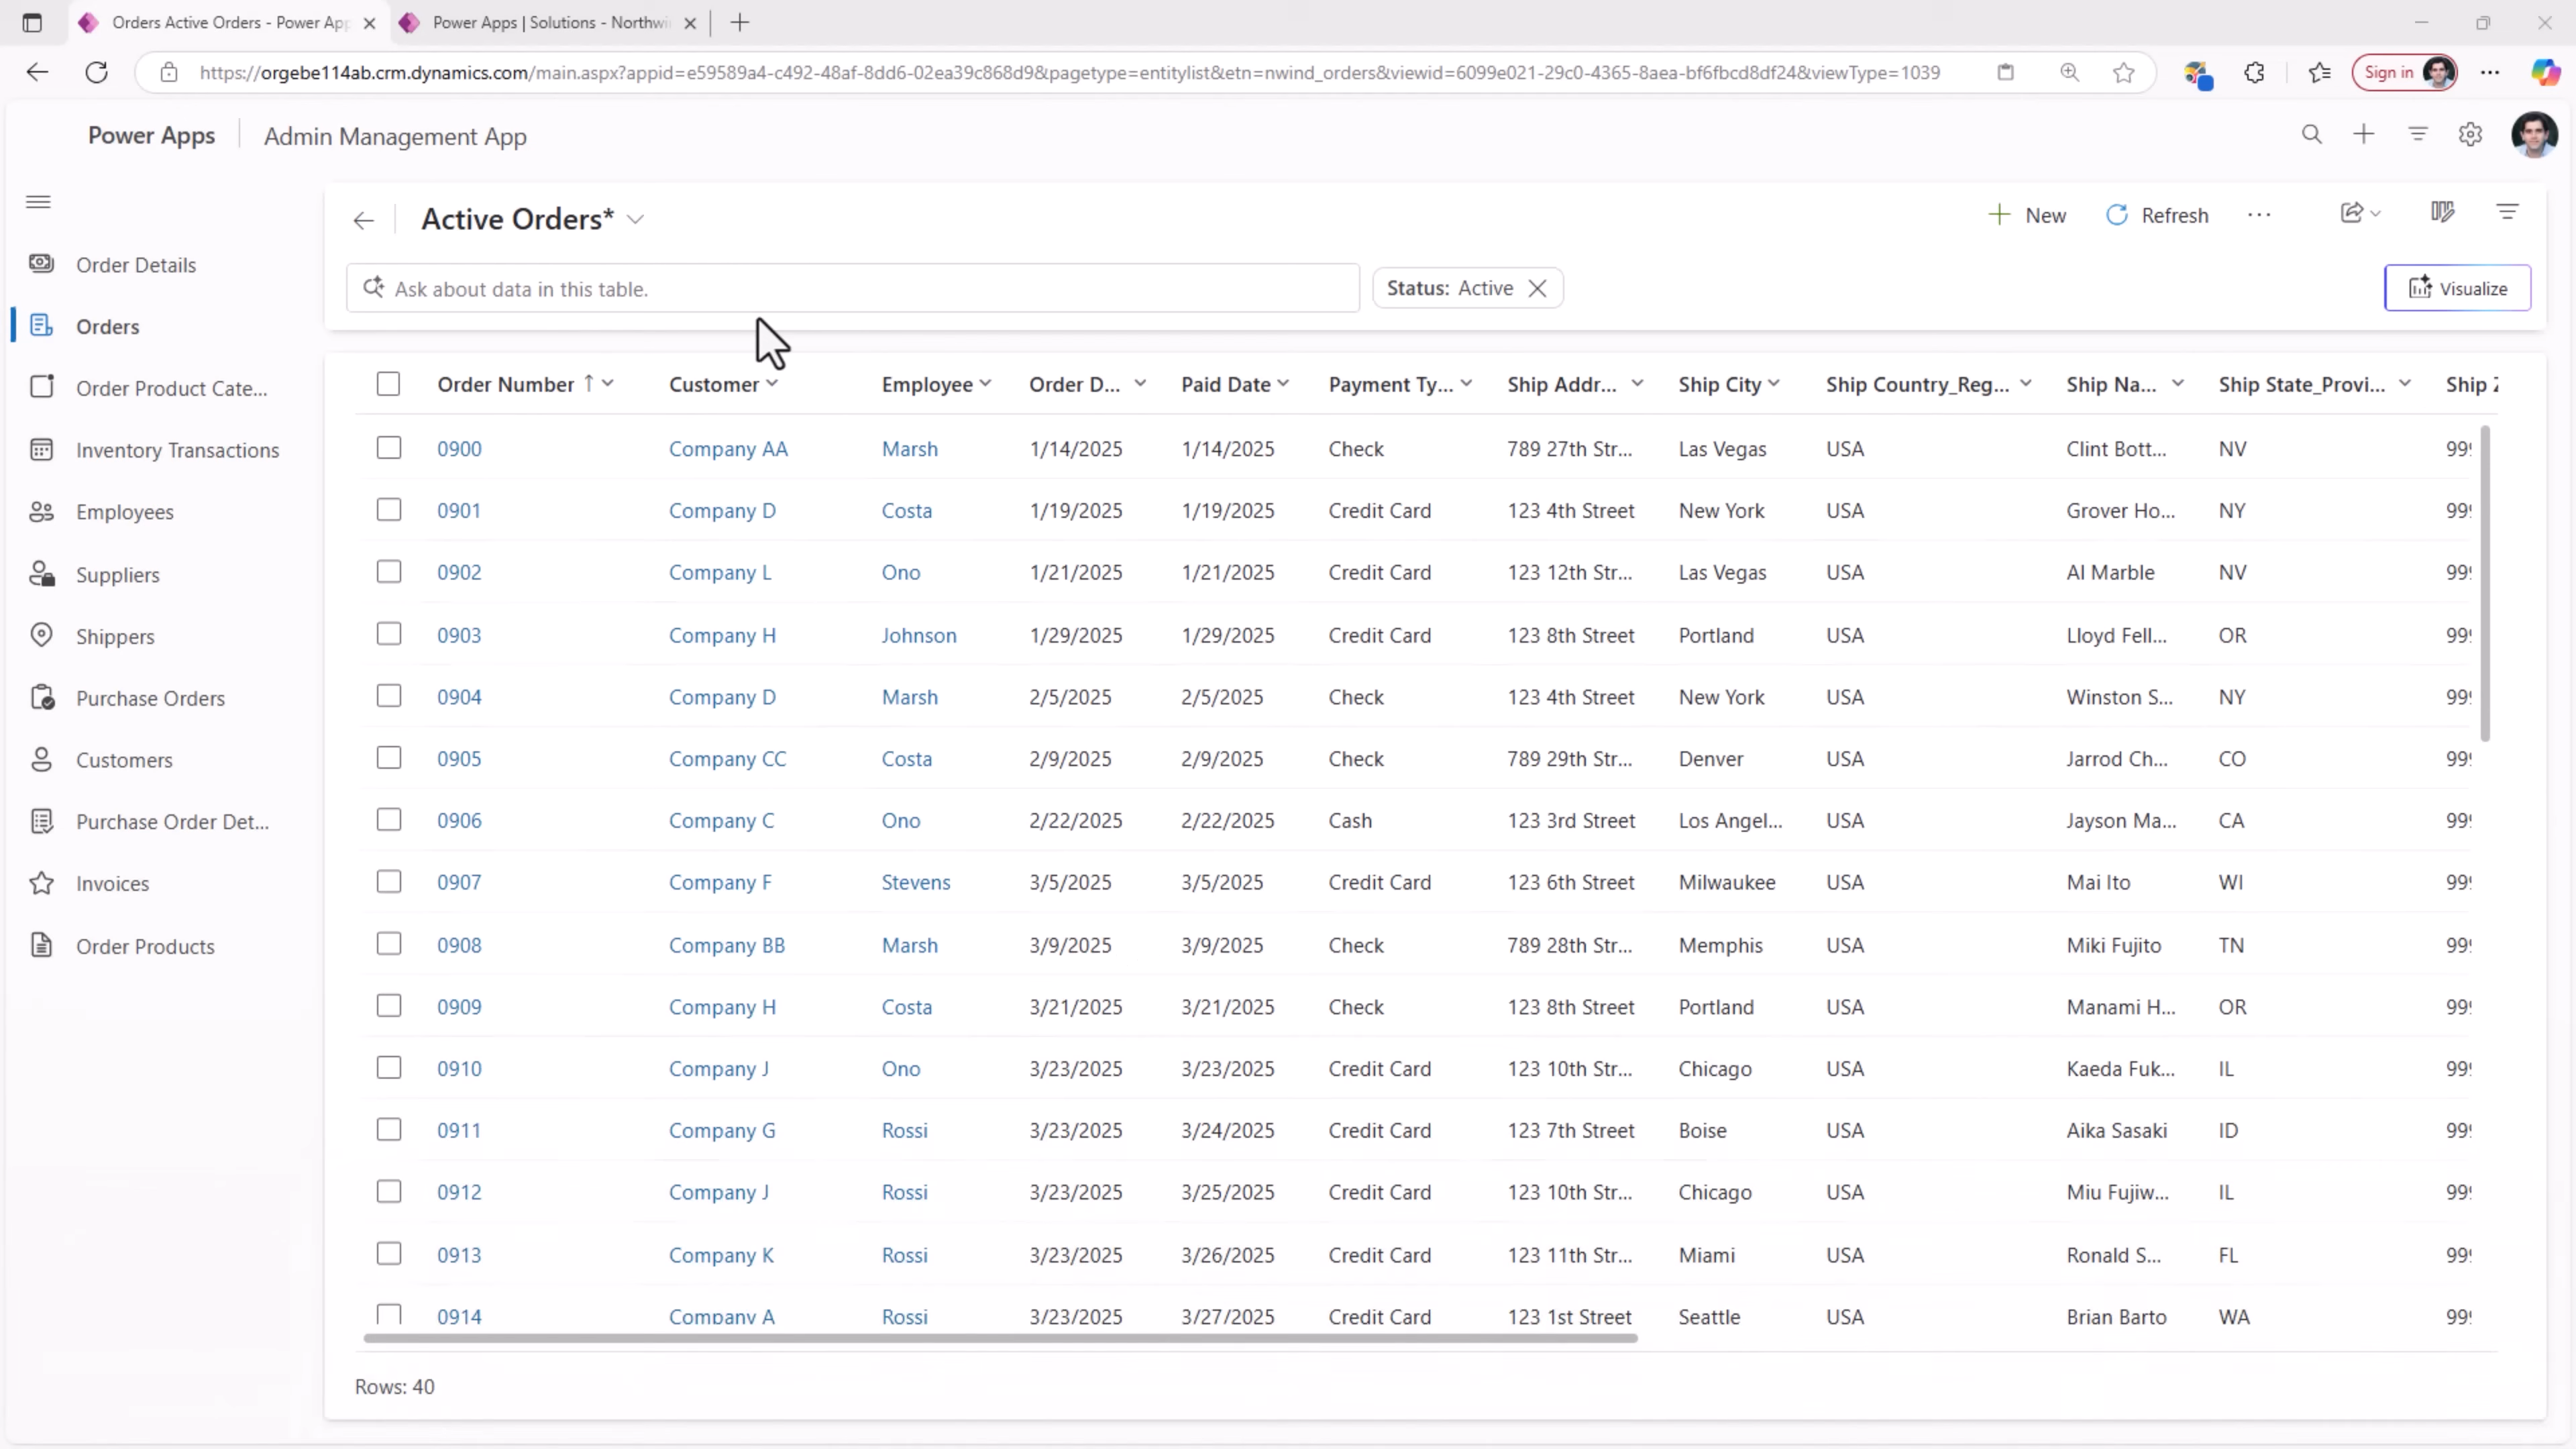 Orders Active Orders - Power App
Power Apps | Solutions - Northwi
https://orgebe114ab.crm.dynamics.com/main.aspx?appid=e59589a4-c492-48af-8dd6-02ea39c868d9&pagetype=entitylist&etn=nwind_orders&viewid=6099e021-29c0-4365-8aea-bf6fbcd8df24&viewType=1039
Sign in
Power Apps
Admin Management App
Active Orders*
New
Refresh
Ask about data in this table.
Status: Active
Visualize
Order Details
Orders
Order Product Cate...
Inventory Transactions
Employees
Suppliers
Shippers
Purchase Orders
Customers
Purchase Order Det...
Invoices
Order Products
Order Number Customer Employee Order D... Paid Date Payment Ty... Ship Addr... Ship City Ship Country_Reg... Ship Na... Ship State_Provi... Ship
0900 Company AA Marsh 1/14/2025 1/14/2025 Check 789 27th Str... Las Vegas USA Clint Bott... NV 99
0901 Company D Costa 1/19/2025 1/19/2025 Credit Card 123 4th Street New York USA Grover Ho... NY 99
0902 Company L Ono 1/21/2025 1/21/2025 Credit Card 123 12th Str... Las Vegas USA Al Marble NV 99
0903 Company H Johnson 1/29/2025 1/29/2025 Credit Card 123 8th Street Portland USA Lloyd Fell... OR 99
0904 Company D Marsh 2/5/2025 2/5/2025 Check 123 4th Street New York USA Winston S... NY 99
0905 Company CC Costa 2/9/2025 2/9/2025 Check 789 29th Str... Denver USA Jarrod Ch... CO 99
0906 Company C Ono 2/22/2025 2/22/2025 Cash 123 3rd Street Los Angel... USA Jayson Ma... CA 99
0907 Company F Stevens 3/5/2025 3/5/2025 Credit Card 123 6th Street Milwaukee USA Mai Ito WI 99
0908 Company BB Marsh 3/9/2025 3/9/2025 Check 789 28th Str... Memphis USA Miki Fujito TN 99
0909 Company H Costa 3/21/2025 3/21/2025 Check 123 8th Street Portland USA Manami H... OR 99
0910 Company J Ono 3/23/2025 3/23/2025 Credit Card 123 10th Str... Chicago USA Kaeda Fuk... IL 99
0911 Company G Rossi 3/23/2025 3/24/2025 Credit Card 123 7th Street Boise USA Aika Sasaki ID 99
0912 Company J Rossi 3/23/2025 3/25/2025 Credit Card 123 10th Str... Chicago USA Miu Fujiw... IL 99
0913 Company K Rossi 3/23/2025 3/26/2025 Credit Card 123 11th Str... Miami USA Ronald S... FL 99
0914 Company A Rossi 3/23/2025 3/27/2025 Credit Card 123 1st Street Seattle USA Brian Barto WA 99
Rows: 40